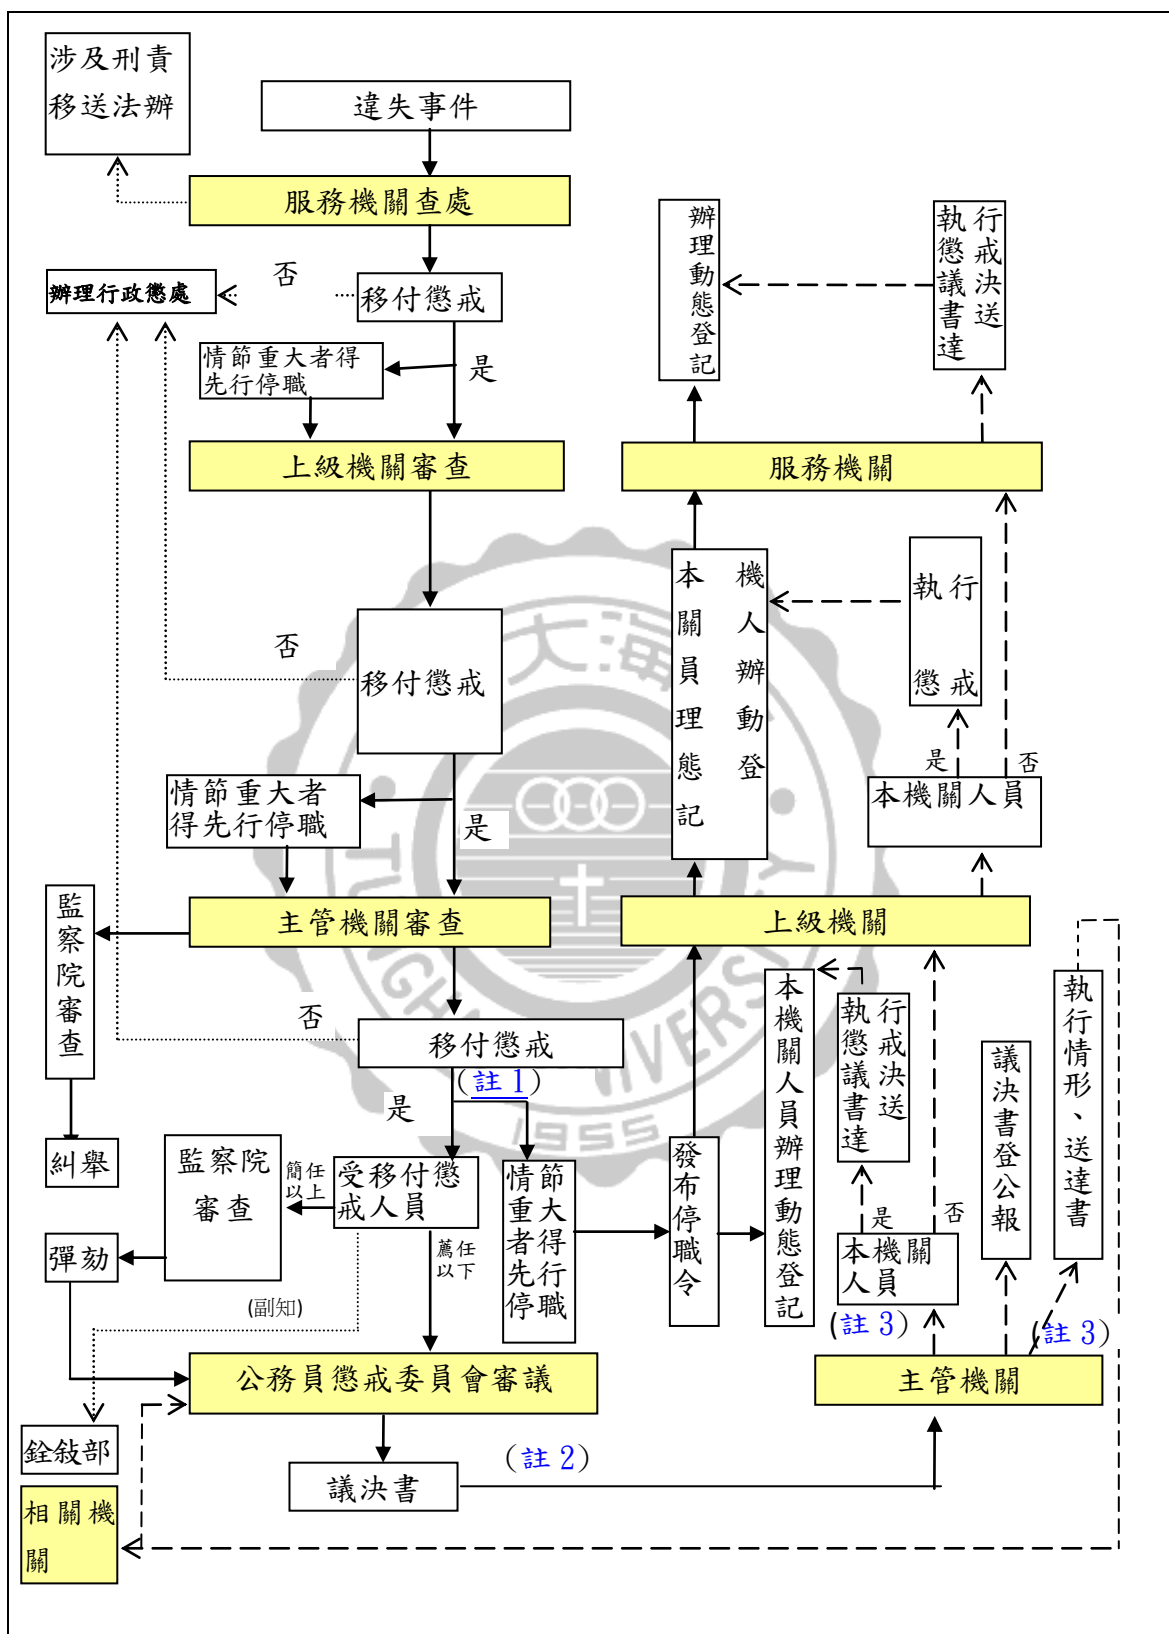 涉及刑責
移送法辦
違失事件
服務機關查處
辦理行政懲處
否
移付懲戒
情節重大者得
先行停職
是
上級機關審查
否
移付懲戒
情節重大者
得先行停職
是
主管機關審查
監察院審查
否
移付懲戒
(註 1)
是
糾舉
監察院
審查
簡任
以上
受移付懲
戒人員
情節
重大
者得
先行
停職
彈劾
薦任
以下
(副知)
公務員懲戒委員會審議
銓敍部
議決書
(註 2)
相關機
關
辦理動態登記
執行
懲戒
議決
書送
達
服務機關
本機
關人
員辦
理動
態登
記
執行
懲戒
是
否
本機關人員
上級機關
發布停職令
本機關人員辦理動態登記
執行
懲戒
議決
書送
達
議決書登公報
執行情形、送達書
是
否
本機關
人員
(註 3)
(註 3)
主管機關
大
海
TUNGHAI UNIVERSITY
1955